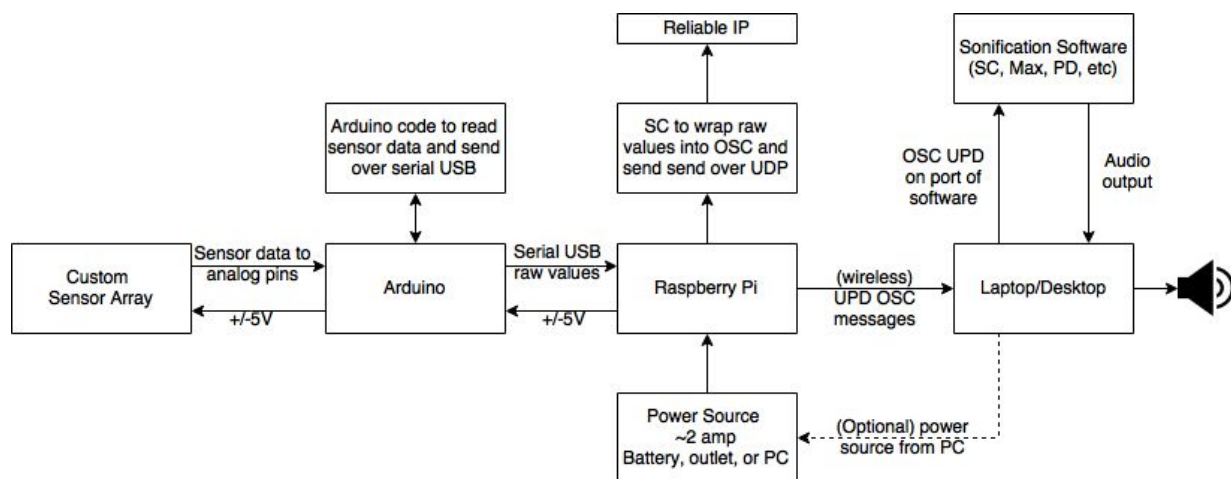 Reliable IP
Sonification Software
(SC, Max, PD, etc)
Arduino code to read
sensor data and send
over serial USB
SC to wrap raw
values into OSC and
send send over UDP
OSC UPD
on port of
software
Audio
output
Custom
Sensor Array
Sensor data to
analog pins
+/-5V
Arduino
Serial USB
raw values
+/-5V
Raspberry Pi
(wireless)
UPD OSC
messages
Laptop/Desktop
Power Source
~2 amp
Battery, outlet, or PC
(Optional) power
source from PC